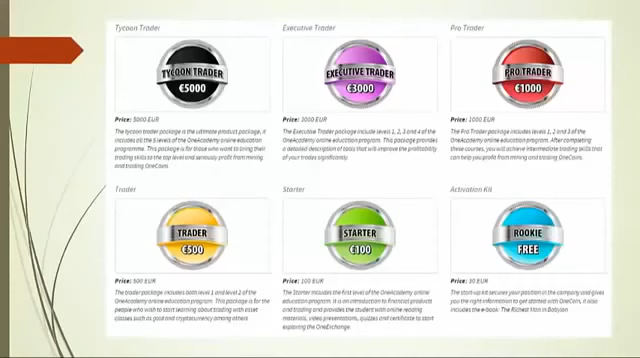 Tycoon Trader
TYCOON TRADER
€5000
Price: 5000 EUR
The tycoon trader package is the ultimate product package, it
includes all the 5 levels of the OneAcademy online education
programme. This package is for those who want to bring their
trading skills to the top level and seriously profit from mining
and trading OneCoins
Executive Trader
EXECUTIVE TRADER
€3000
Price: 3000 EUR
The Executive Trader package include levels 1, 2, 3 and 4 of the
OneAcademy online education program. This package provides
a detailed description of tools that will improve the profitability
of your trades significantly.
Pro Trader
PRO TRADER
€1000
Price: 1000 EUR
The Pro Trader package includes levels 1, 2 and 3 of the
OneAcademy online education program. After completing
these courses, you will achieve intermediate trading skills that
can help you profit from mining and trading OneCoins.
Trader
TRADER
€500
Price: 500 EUR
The trader package includes both level 1 and level 2 of the
OneAcademy online education program. This package is for the
people who wish to start learning about trading with asset
classes such as gold and cryptocurrency among others
Starter
STARTER
€100
Price: 100 EUR
The Starter includes the first level of the OneAcademy online
education program. It is an introduction to financial products
and trading and provides the student with online reading
materials, video presentations, quizzes and certificate to start
exploring the OneExchange.
Activation Kit
ROOKIE
FREE
Price: 30 EUR
The start-up kit secures your position in the company and gives
you the right information to get started with OneCoin. It also
includes the e-book: The Richest Man in Babylon